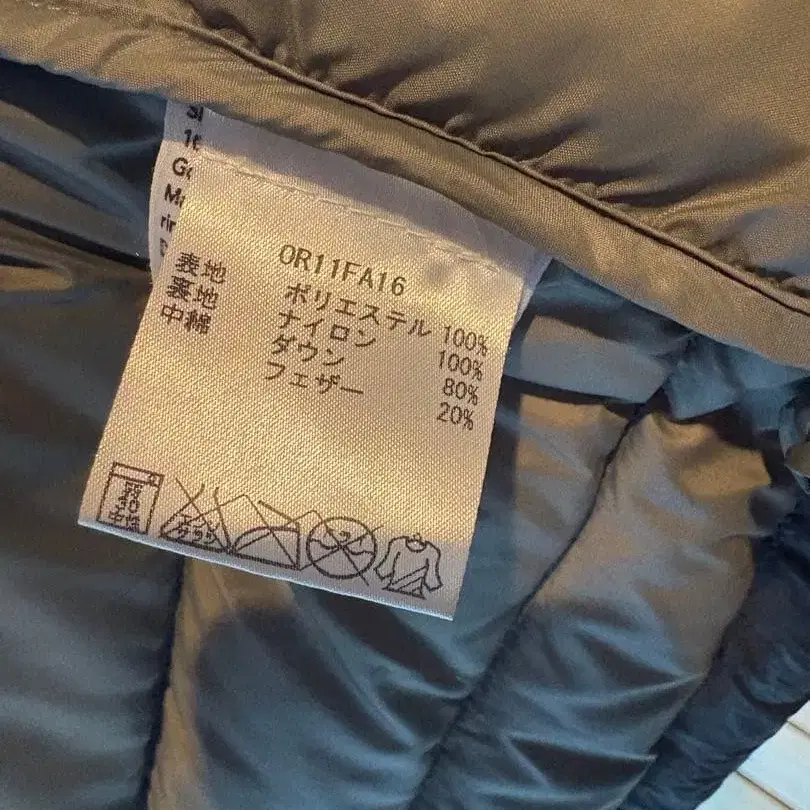 0R11FA16
表地 ポリエステル 100%
裏地 ナイロン 100%
中綿 ダウン 80%
フェザー 20%